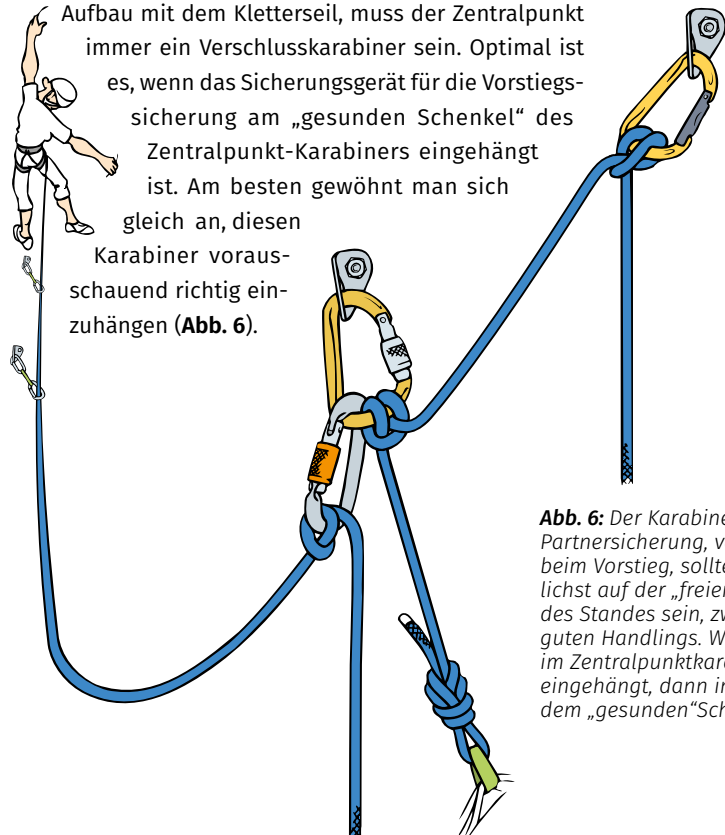 Aufbau mit dem Kletterseil, muss der Zentralpunkt
immer ein Verschlusskarabiner sein. Optimal ist
es, wenn das Sicherungsgerät für die Vorstiegs-
sicherung am „gesunden Schenkel“ des
Zentralpunkt-Karabiners eingehängt
ist. Am besten gewöhnt man sich
gleich an, diesen
Karabiner voraus-
schauend richtig ein-
zuhängen (Abb. 6).
Abb. 6: Der Karabine
Partnersicherung, v
beim Vorstieg, sollte
lichst auf der „freie
des Standes sein, zw
guten Handlings. W
im Zentralpunktkara
eingehängt, dann in
dem „gesunden“Sch